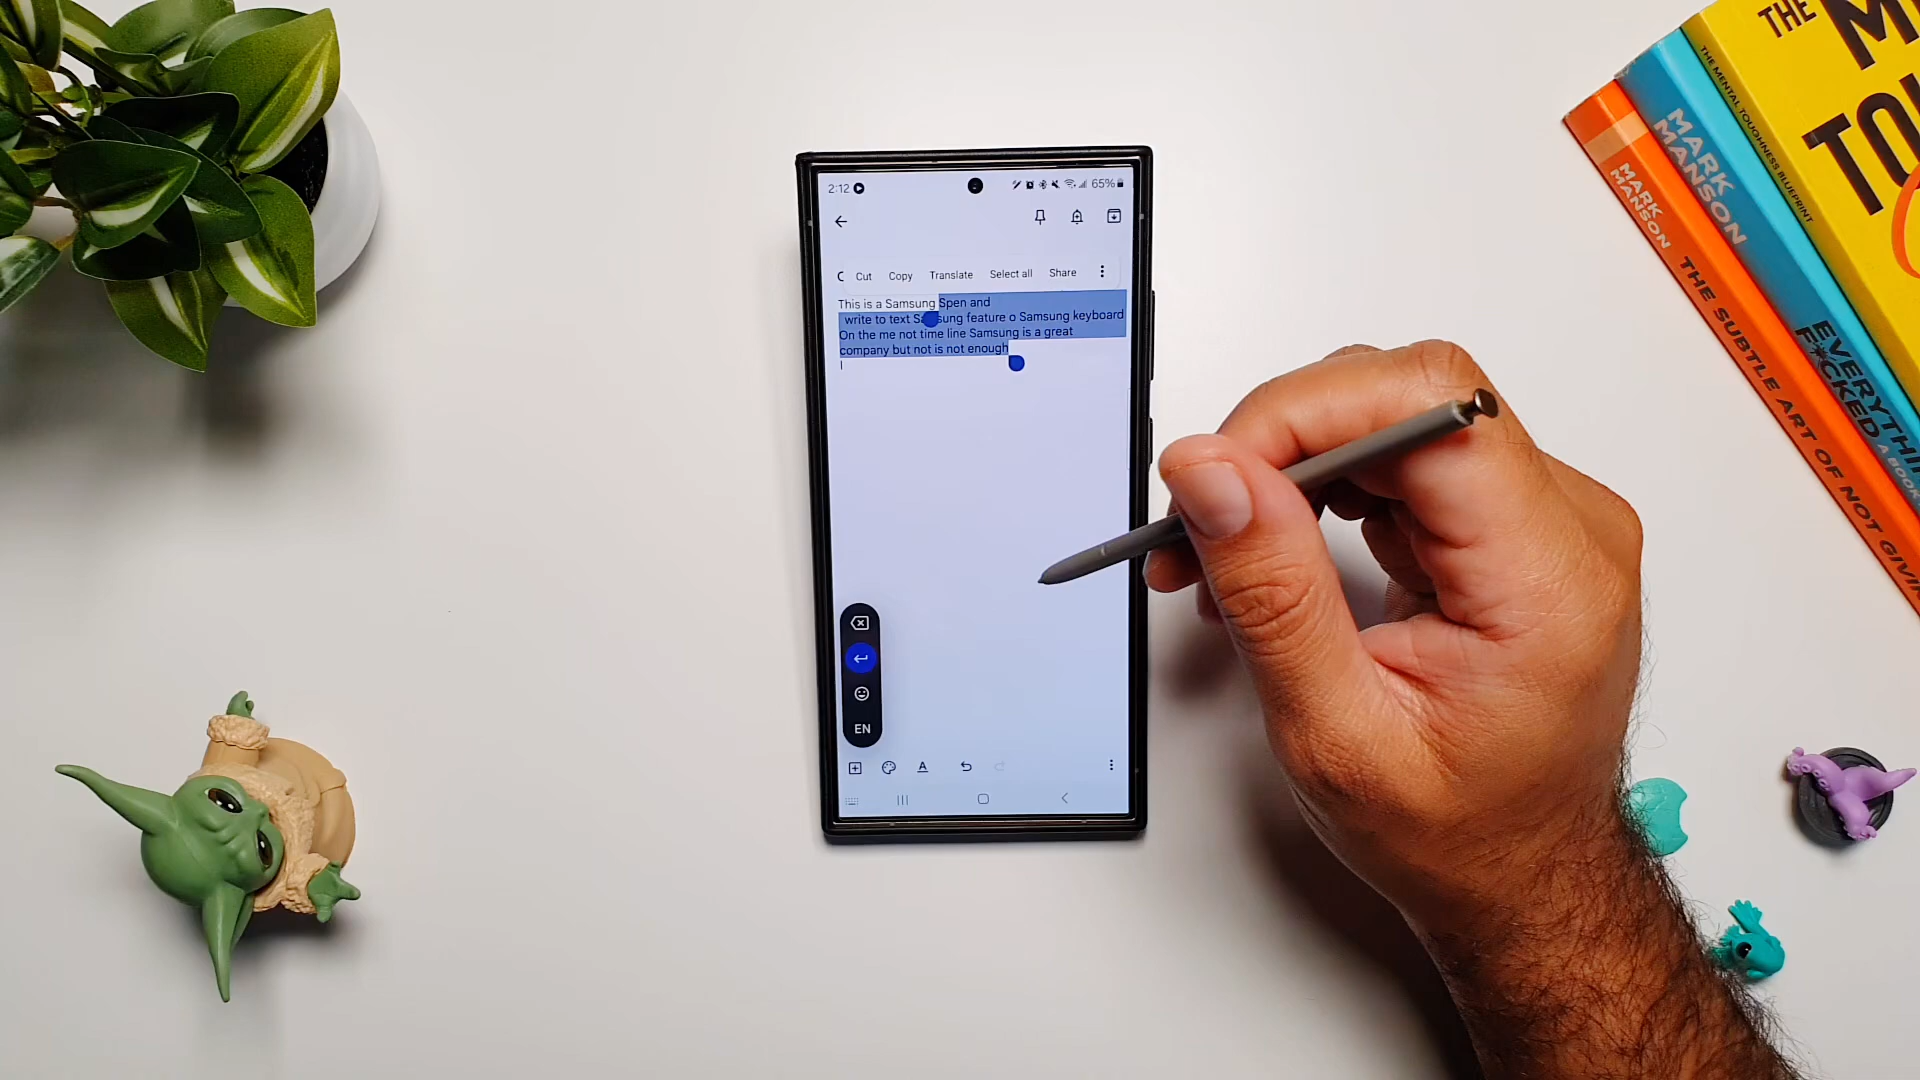 2:12
65%
Cut Copy Translate Select all Share
This is a Samsung Spen and
write to text Samsung feature o Samsung keyboard
On the me not time line Samsung is a great
company but not is not enough
EN
A
MARK
MANSON
THE SUBTLE ART OF NOT
MARK
MANSON
A BOOK
THE
THE MENTAL TOUGHNESS BLUEPRINT